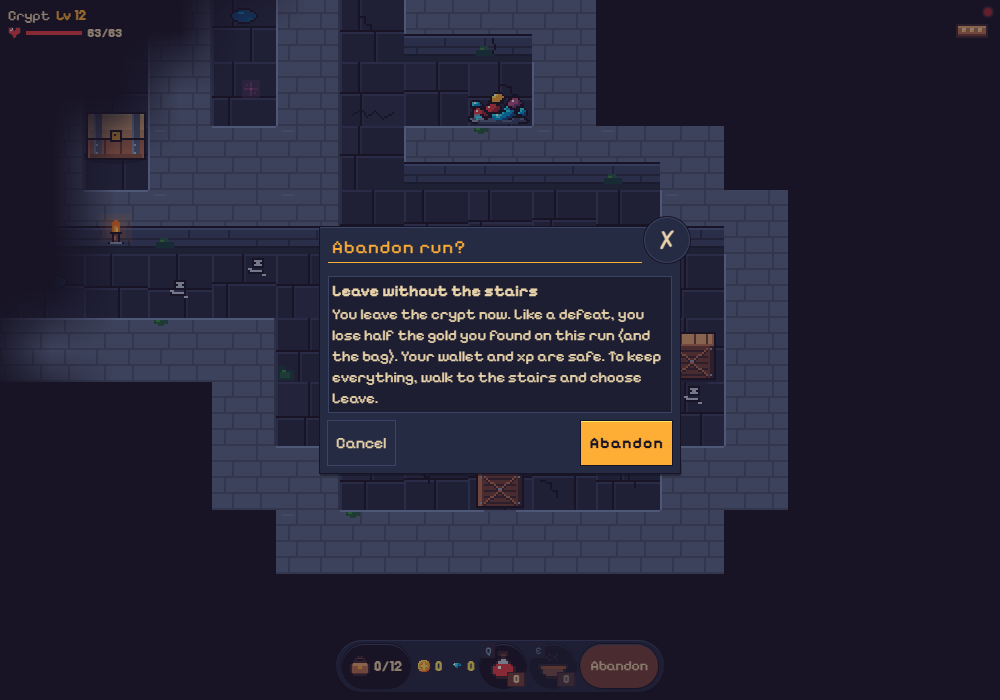 Crypt Lv 12
63/63
Abandon run?
X
Leave without the stairs
You leave the crypt now. Like a defeat, you
lose half the gold you found on this run (and
the bag). Your wallet and xp are safe. To keep
everything, walk to the stairs and choose
Leave.
Cancel
Abandon
0/12
0
0
Q
0
E
0
Abandon